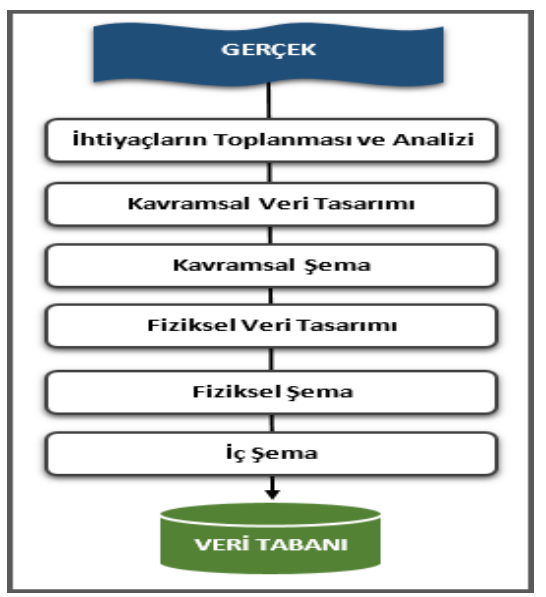 GERÇEK
İhtiyaçların Toplanması ve Analizi
Kavramsal Veri Tasarımı
Kavramsal Şema
Fiziksel Veri Tasarımı
Fiziksel Şema
İç Şema
VERİ TABANI